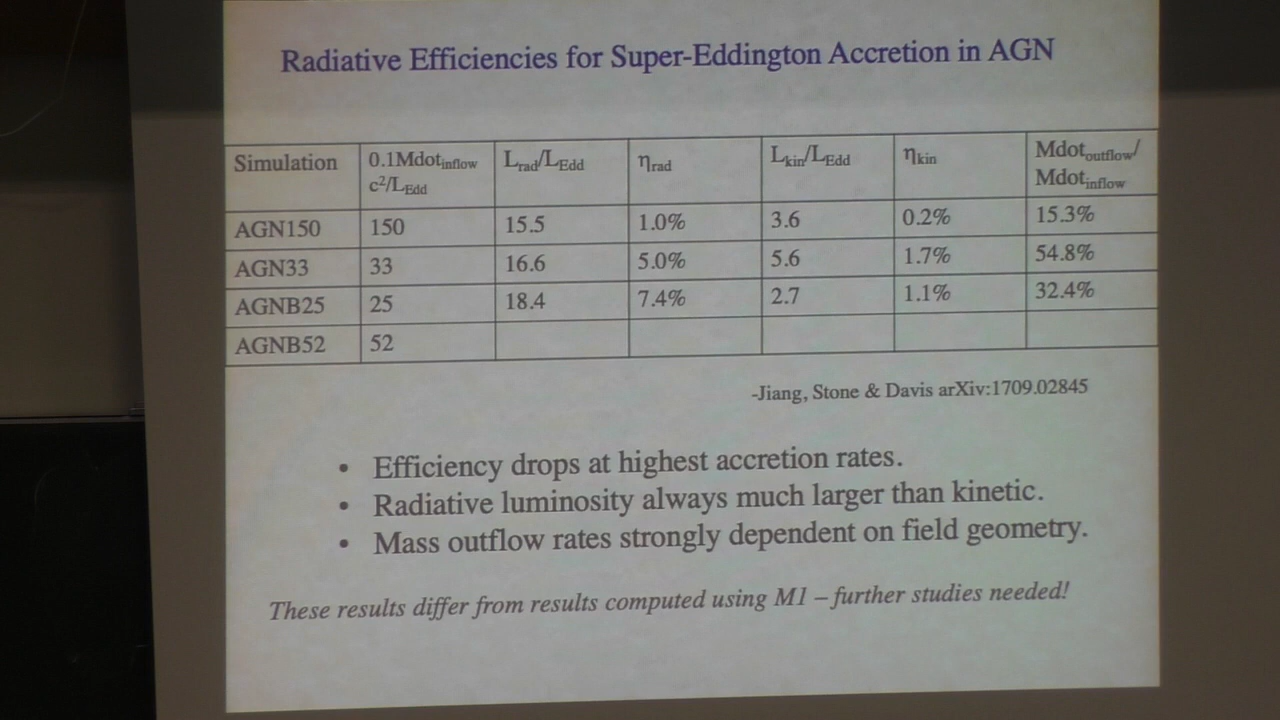 Radiative Efficiencies for Super-Eddington Accretion in AGN
Simulation 0.1Mdotinflow c²/LEdd Lrad/LEdd ηrad Lkin/LEdd ηkin Mdotoutflow/ Mdotinflow
AGN150 150 15.5 1.0% 3.6 0.2% 15.3%
AGN33 33 16.6 5.0% 5.6 1.7% 54.8%
AGNB25 25 18.4 7.4% 2.7 1.1% 32.4%
AGNB52 52
-Jiang, Stone & Davis arXiv:1709.02845
• Efficiency drops at highest accretion rates.
• Radiative luminosity always much larger than kinetic.
• Mass outflow rates strongly dependent on field geometry.
These results differ from results computed using M1 – further studies needed!